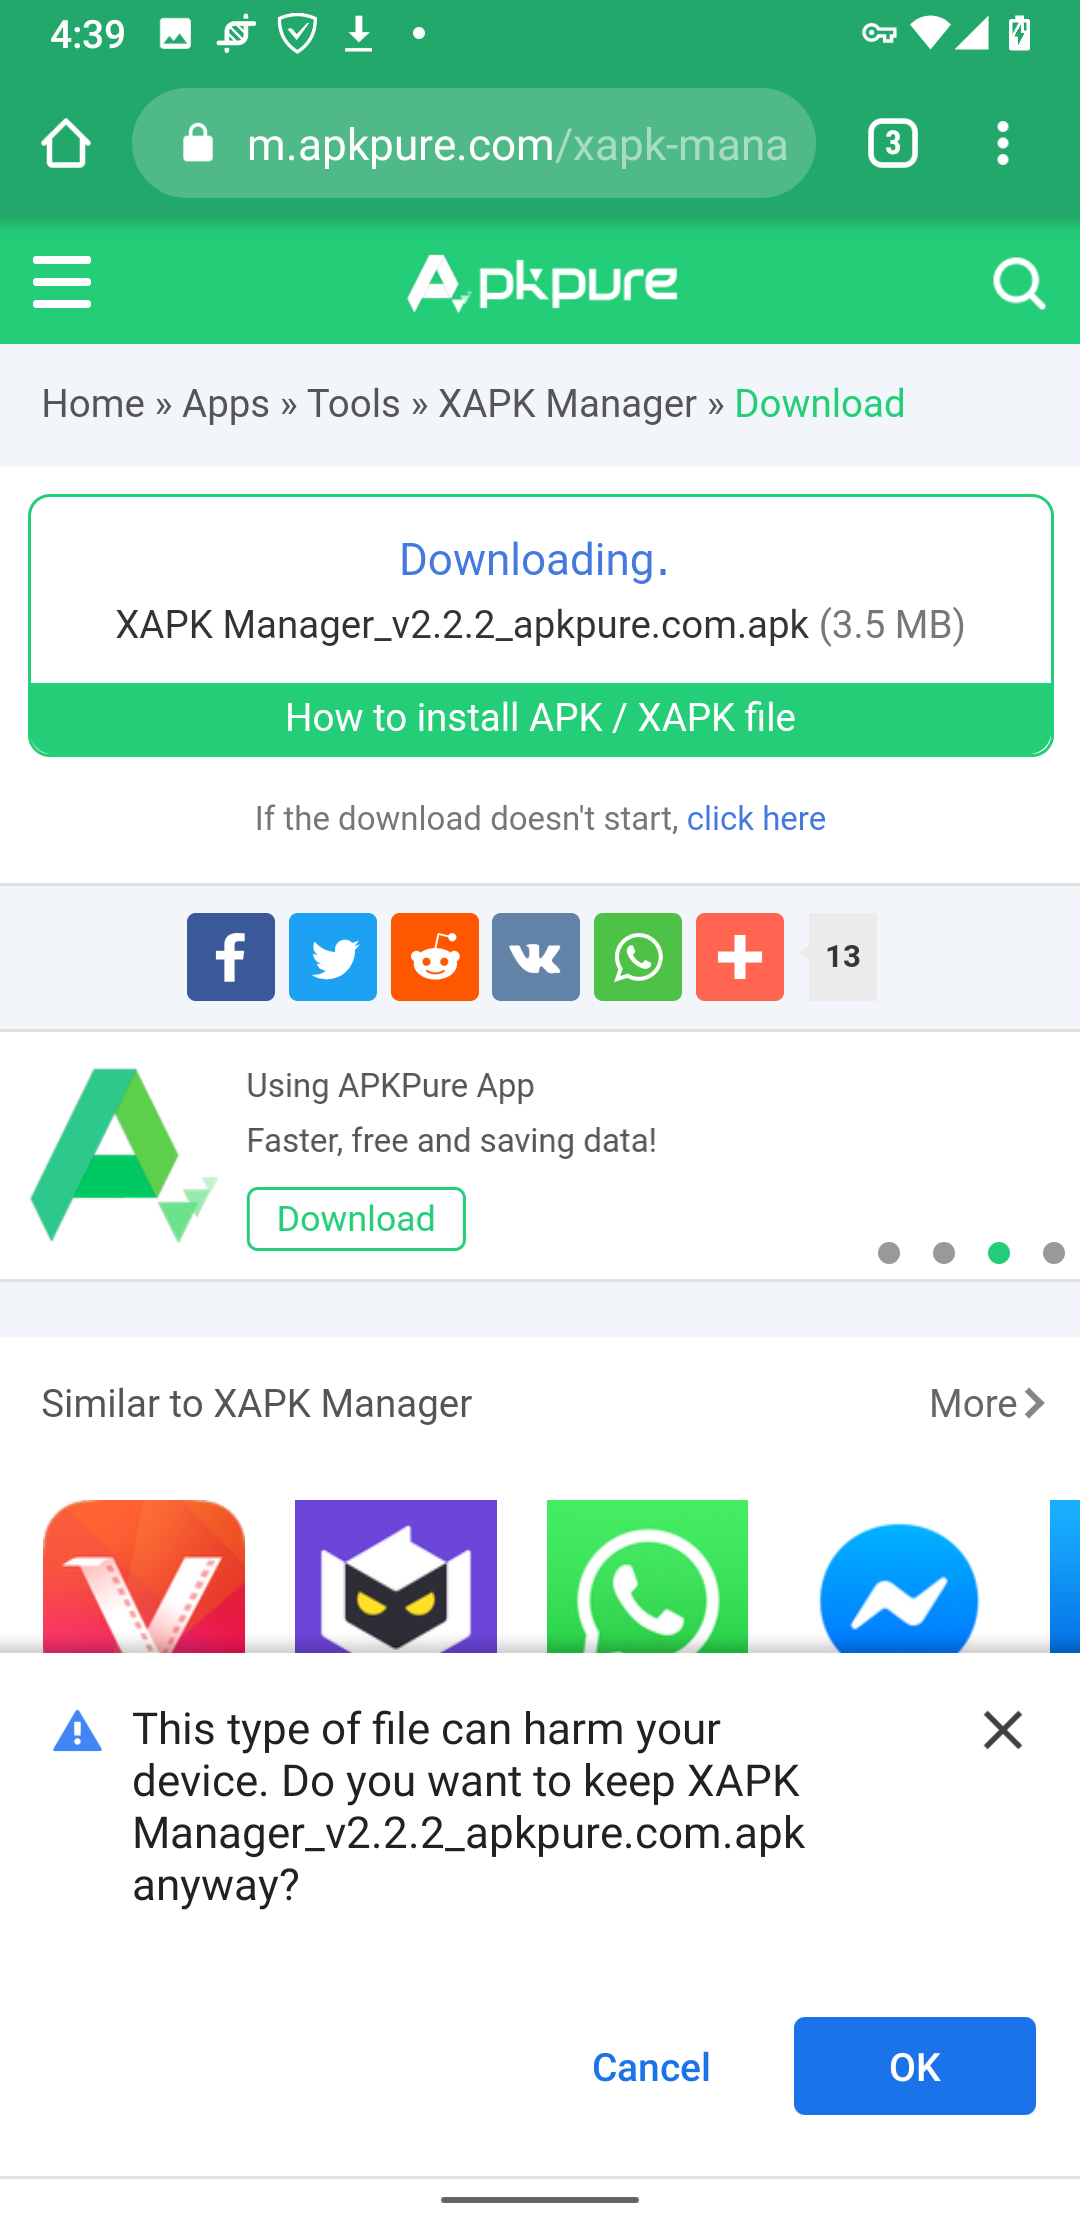 4:39
m.apkpure.com/xapk-mana
3
Apkpure
Home » Apps » Tools » XAPK Manager » Download
Downloading.
XAPK Manager_v2.2.2_apkpure.com.apk (3.5 MB)
How to install APK / XAPK file
If the download doesn't start, click here
13
Using APKPure App
Faster, free and saving data!
Download
Similar to XAPK Manager
More
This type of file can harm your
device. Do you want to keep XAPK
Manager_v2.2.2_apkpure.com.apk
anyway?
Cancel
OK